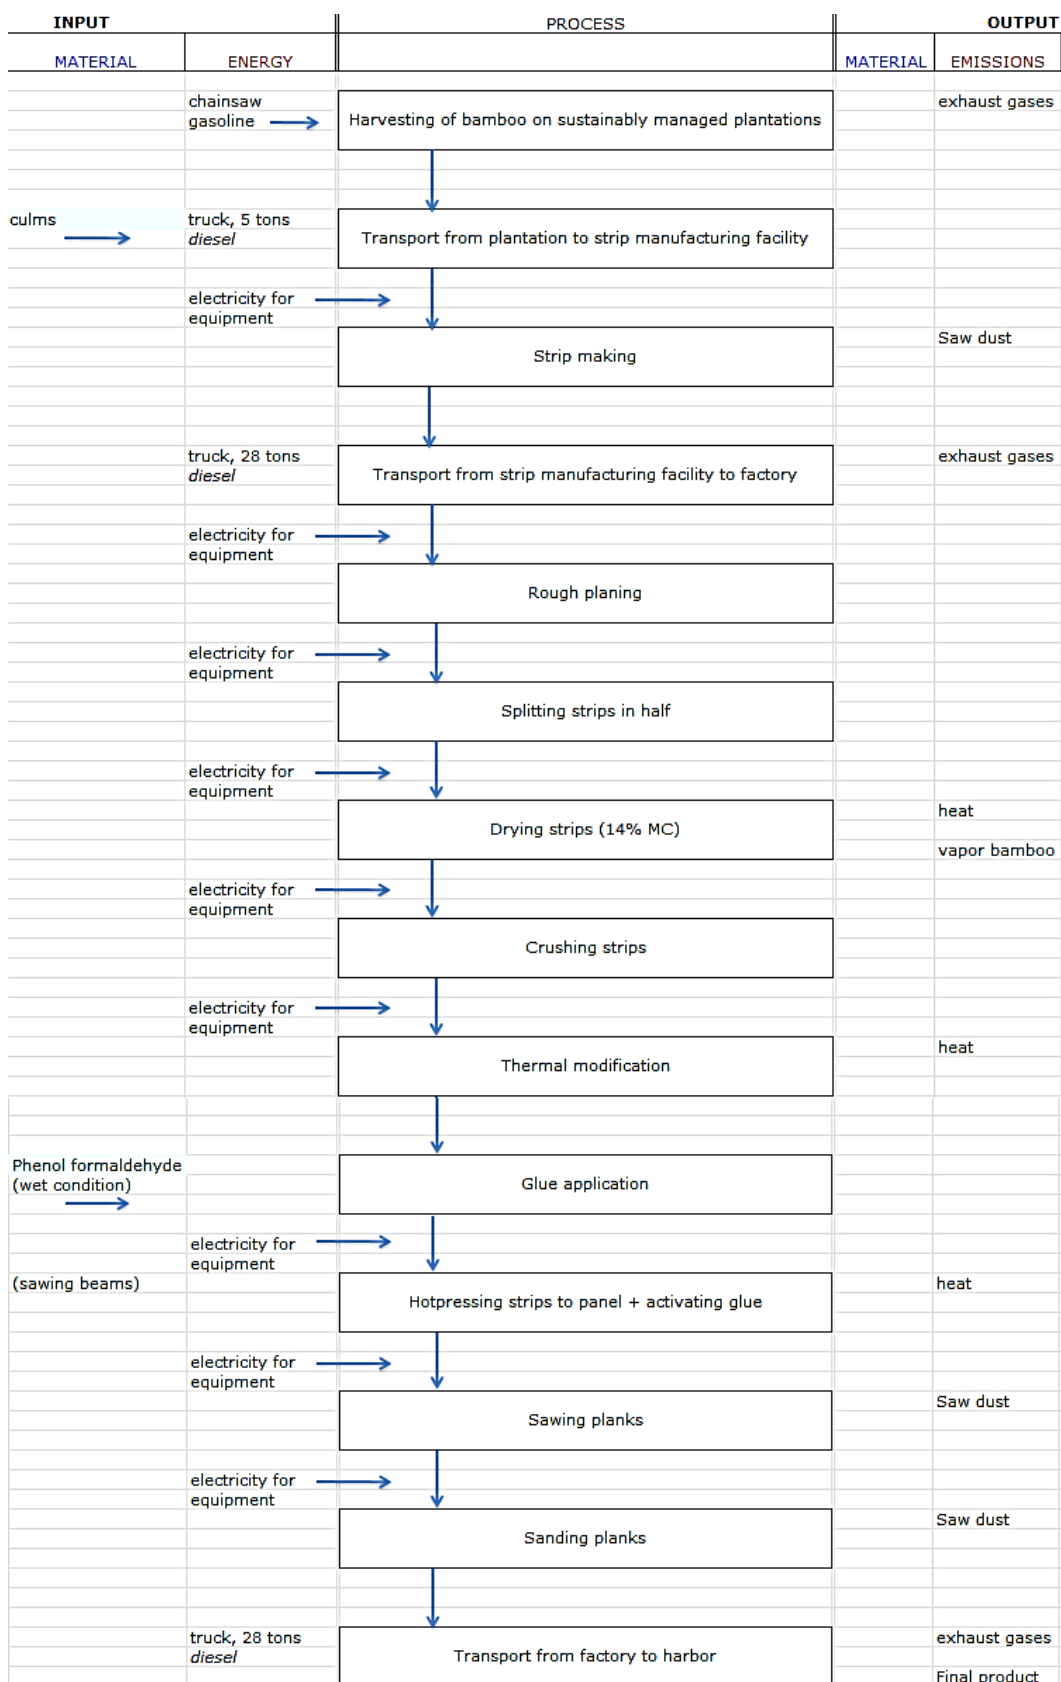 INPUT PROCESS OUTPUT
MATERIAL ENERGY MATERIAL EMISSIONS
chainsaw exhaust gases
gasoline Harvesting of bamboo on sustainably managed plantations
culms truck, 5 tons
diesel Transport from plantation to strip manufacturing facility
electricity for
equipment
Saw dust
Strip making
truck, 28 tons exhaust gases
diesel Transport from strip manufacturing facility to factory
electricity for
equipment
Rough planing
electricity for
equipment
Splitting strips in half
electricity for
equipment
heat
Drying strips (14% MC)
vapor bamboo
electricity for
equipment
Crushing strips
electricity for
equipment
heat
Thermal modification
Phenol formaldehyde
(wet condition) Glue application
electricity for
equipment
(sawing beams) heat
Hotpressing strips to panel + activating glue
electricity for
equipment
Saw dust
Sawing planks
electricity for
equipment
Saw dust
Sanding planks
truck, 28 tons exhaust gases
diesel Transport from factory to harbor
Final product